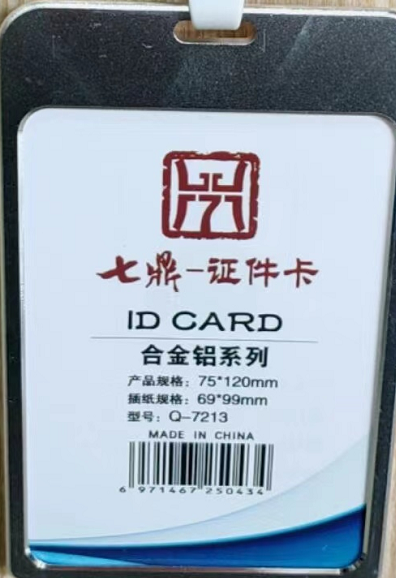 七鼎-证件卡
ID CARD
合金铝系列
产品规格：75*120mm
插纸规格：69*99mm
型号：Q-7213
MADE IN CHINA
6 971467 250434